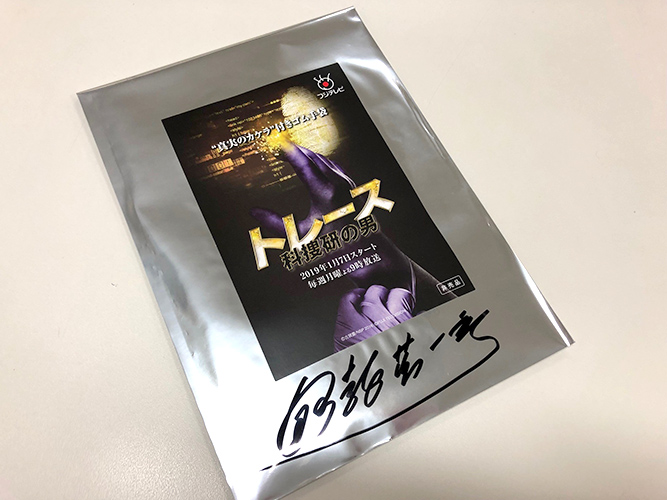 フジテレビ
“真実のカケラ”付きゴム手袋
トレース
科捜研の男
2019年1月7日スタート
毎週月曜よる9時放送
非売品